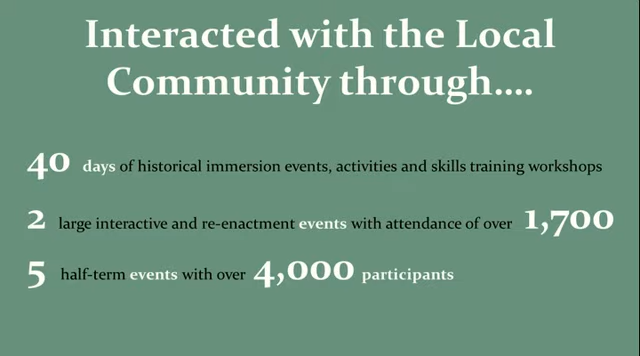 Interacted with the Local
Community through....
40 days of historical immersion events, activities and skills training workshops
2 large interactive and re-enactment events with attendance of over 1,700
5 half-term events with over 4,000 participants